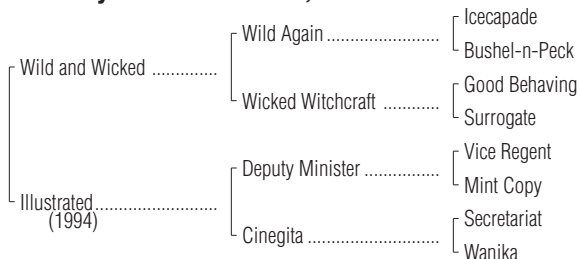 Icecapade
Wild Again
Bushel-n-Peck
Wild and Wicked
Good Behaving
Wicked Witchcraft
Surrogate
Vice Regent
Deputy Minister
Mint Copy
Illustrated
(1994)
Secretariat
Cinegita
Wanika